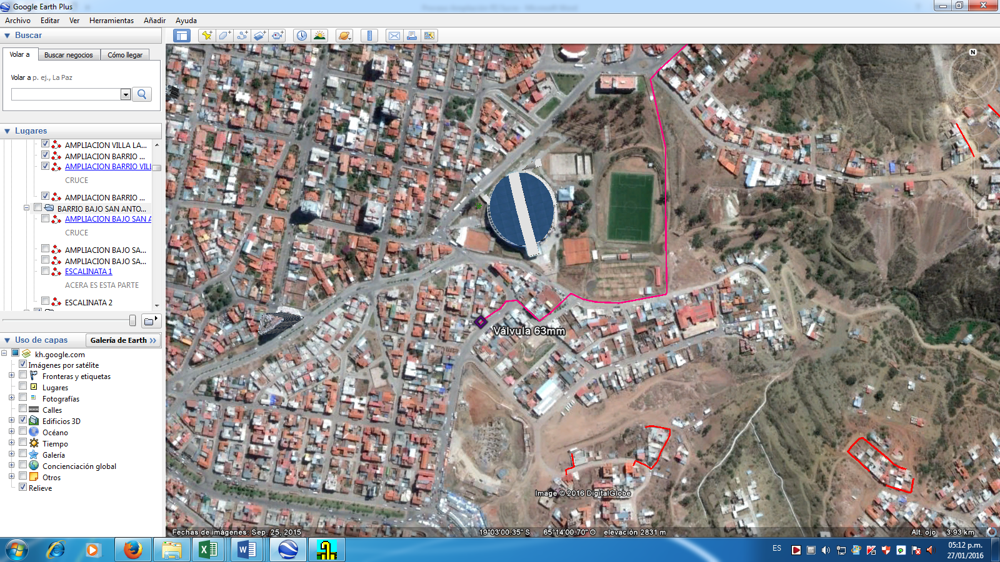 Google Earth Plus
Archivo Editar Ver Herramientas Añadir Ayuda
Buscar
Volar a Buscar negocios Cómo llegar
Volar a p. ej., La Paz
Lugares
AMPLIACION VILLA LA...
AMPLIACION BARRIO ...
AMPLIACION BARRIO VILL
CRUCE
AMPLIACION BARRIO ...
BARRIO BAJO SAN ANTO...
AMPLIACION BAJO SAN A
CRUCE
AMPLIACION BAJO SA...
AMPLIACION BAJO SA...
ESCALINATA 1
ACERA ES ESTA PARTE
ESCALINATA 2
Uso de capas Galería de Earth >>
kh.google.com
Imágenes por satélite
Fronteras y etiquetas
Lugares
Fotografías
Calles
Edificios 3D
Océano
Tiempo
Galería
Concienciación global
Otros
Relieve
N
Válvula 63mm
Image © 2016 DigitalGlobe
Fechas de imágenes: Sep. 25, 2015 19°03'00.35" S 65°14'00.70" O elevación 2831 m Alt. ojo 3.93 km
ES 05:12 p.m.
27/01/2016